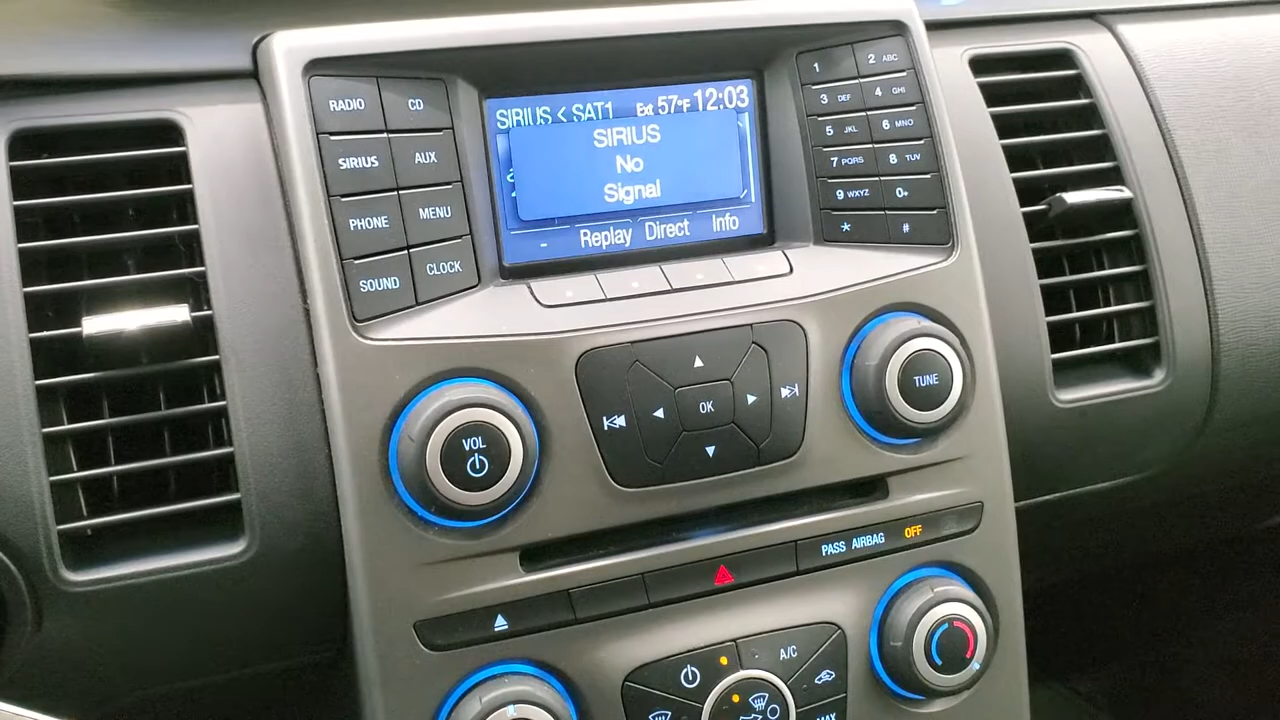 RADIO
CD
SIRIUS
AUX
PHONE
MENU
SOUND
CLOCK
SIRIUS < SAT1 Ext 57°F 12:03
SIRIUS
No
Signal
- Replay Direct Info
1
2 ABC
3 DEF
4 GHI
5 JKL
6 MNO
7 PQRS
8 TUV
9 WXYZ
0+
*
#
VOL
OK
TUNE
PASS AIRBAG OFF
A/C
MAX